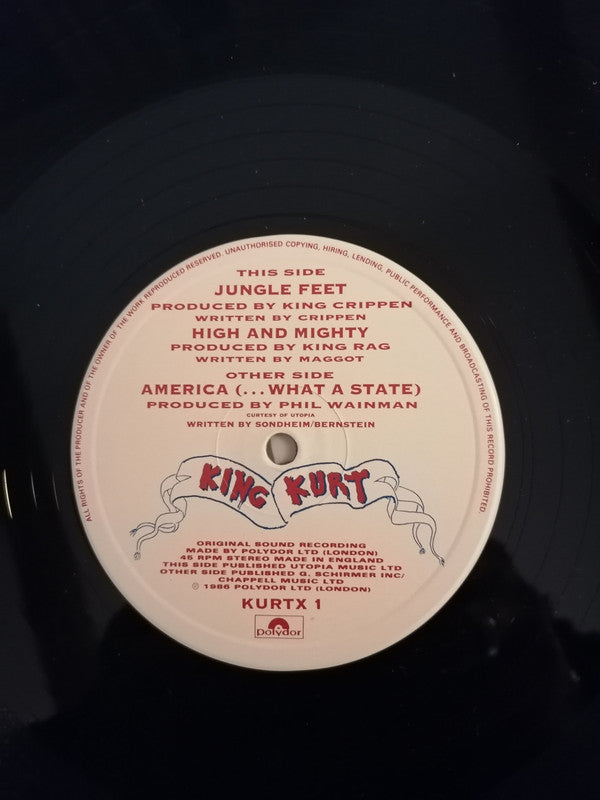 ALL RIGHTS OF THE PRODUCER AND OF THE OWNER OF THE WORK REPRODUCED RESERVED. UNAUTHORISED COPYING, HIRING, LENDING, PUBLIC PERFORMANCE AND BROADCASTING OF THIS RECORD PROHIBITED.
THIS SIDE
JUNGLE FEET
PRODUCED BY KING CRIPPEN
WRITTEN BY CRIPPEN
HIGH AND MIGHTY
PRODUCED BY KING RAG
WRITTEN BY MAGGOT
OTHER SIDE
AMERICA (...WHAT A STATE)
PRODUCED BY PHIL WAINMAN
CURTESY OF UTOPIA
WRITTEN BY SONDHEIM/BERNSTEIN
KING KURT
ORIGINAL SOUND RECORDING
MADE BY POLYDOR LTD (LONDON)
45 RPM STEREO MADE IN ENGLAND
THIS SIDE PUBLISHED UTOPIA MUSIC LTD
OTHER SIDE PUBLISHED G. SCHIRMER INC/
CHAPPELL MUSIC LTD
℗ 1986 POLYDOR LTD (LONDON)
KURTX 1
polydor